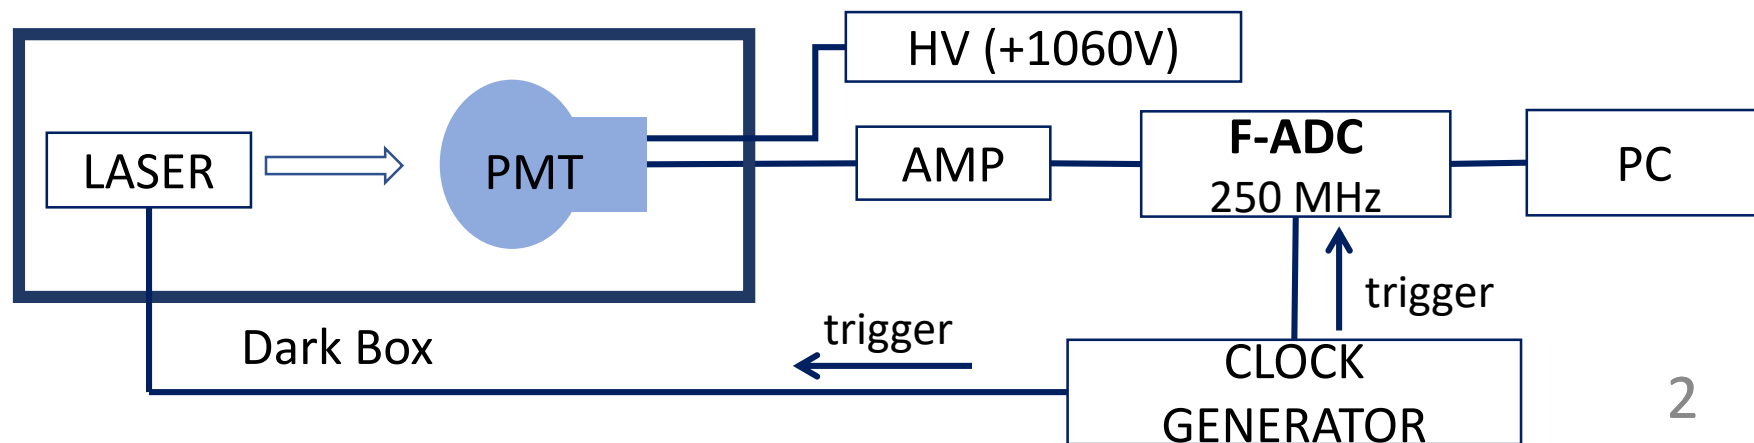 HV (+1060V)
LASER
PMT
AMP
F-ADC
250 MHz
PC
trigger
trigger
Dark Box
CLOCK
GENERATOR
2